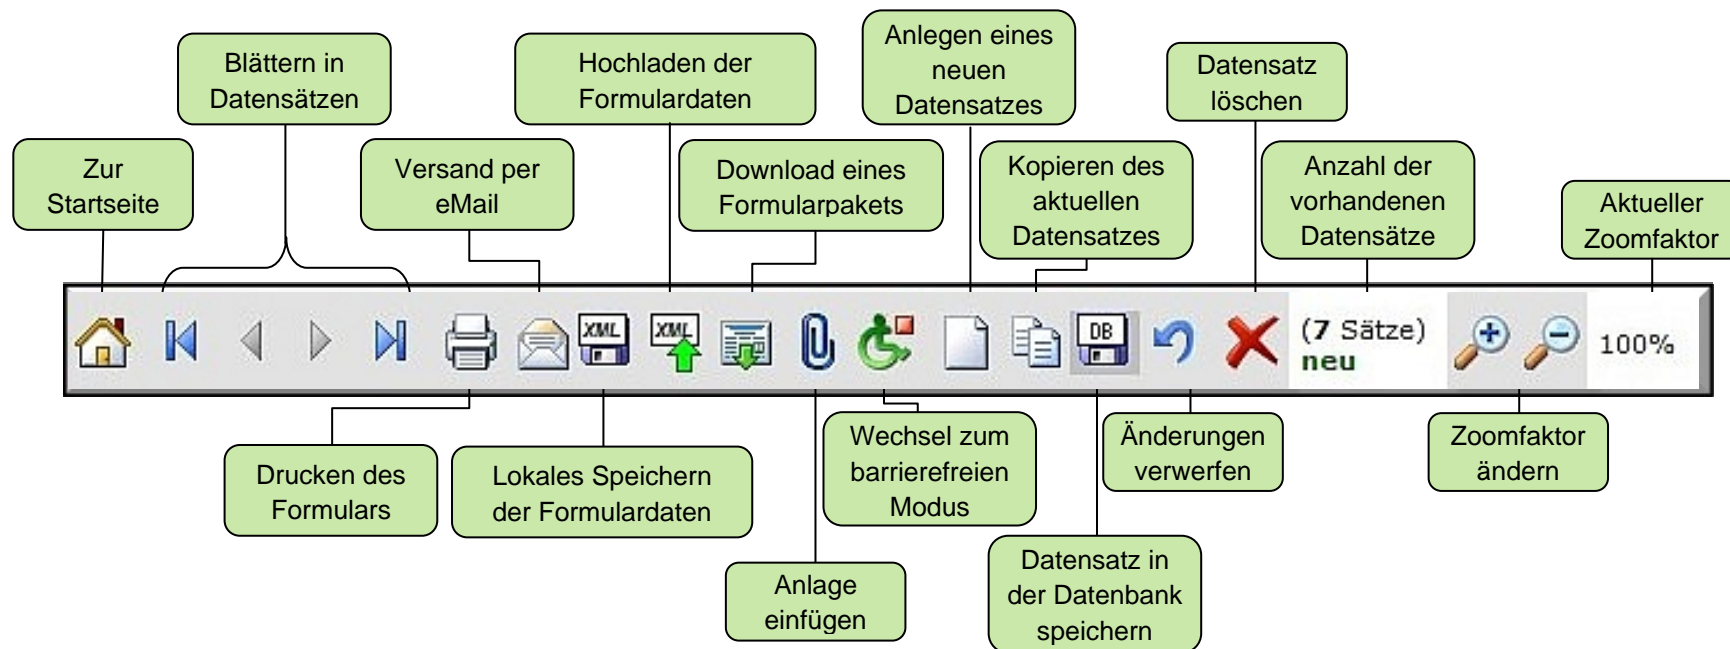 Zur
Startseite
Blättern in
Datensätzen
Versand per
eMail
Hochladen der
Formulardaten
Download eines
Formularpakets
Anlegen eines
neuen
Datensatzes
Kopieren des
aktuellen
Datensatzes
Datensatz
löschen
Anzahl der
vorhandenen
Datensätze
Aktueller
Zoomfaktor
XML
XML
DB
(7 Sätze)
neu
100%
Drucken des
Formulars
Lokales Speichern
der Formulardaten
Anlage
einfügen
Wechsel zum
barrierefreien
Modus
Datensatz in
der Datenbank
speichern
Änderungen
verwerfen
Zoomfaktor
ändern